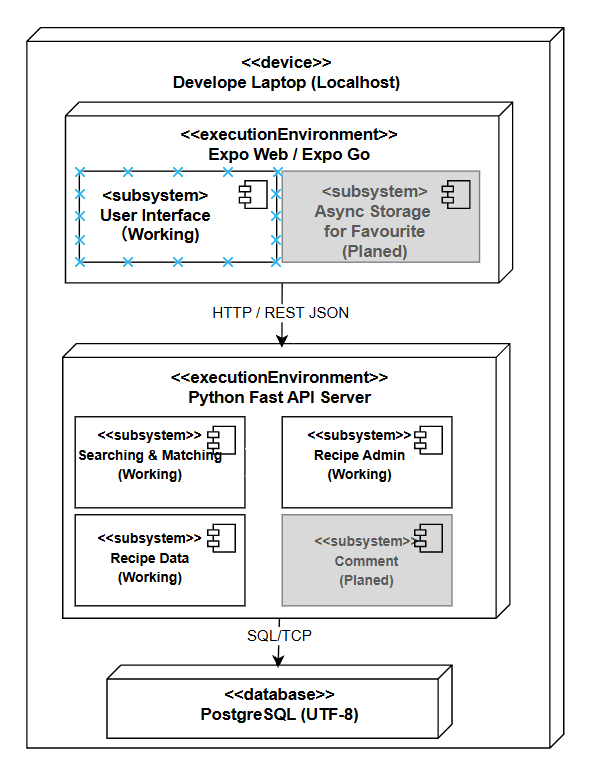 <<device>>
Develope Laptop (Localhost)
<<executionEnvironment>>
Expo Web / Expo Go
<subsystem>
User Interface
(Working)
<subsystem>
Async Storage
for Favourite
(Planed)
HTTP / REST JSON
<<executionEnvironment>>
Python Fast API Server
<<subsystem>>
Searching & Matching
(Working)
<<subsystem>>
Recipe Admin
(Working)
<<subsystem>>
Recipe Data
(Working)
<<subsystem>>
Comment
(Planed)
SQL/TCP
<<database>>
PostgreSQL (UTF-8)